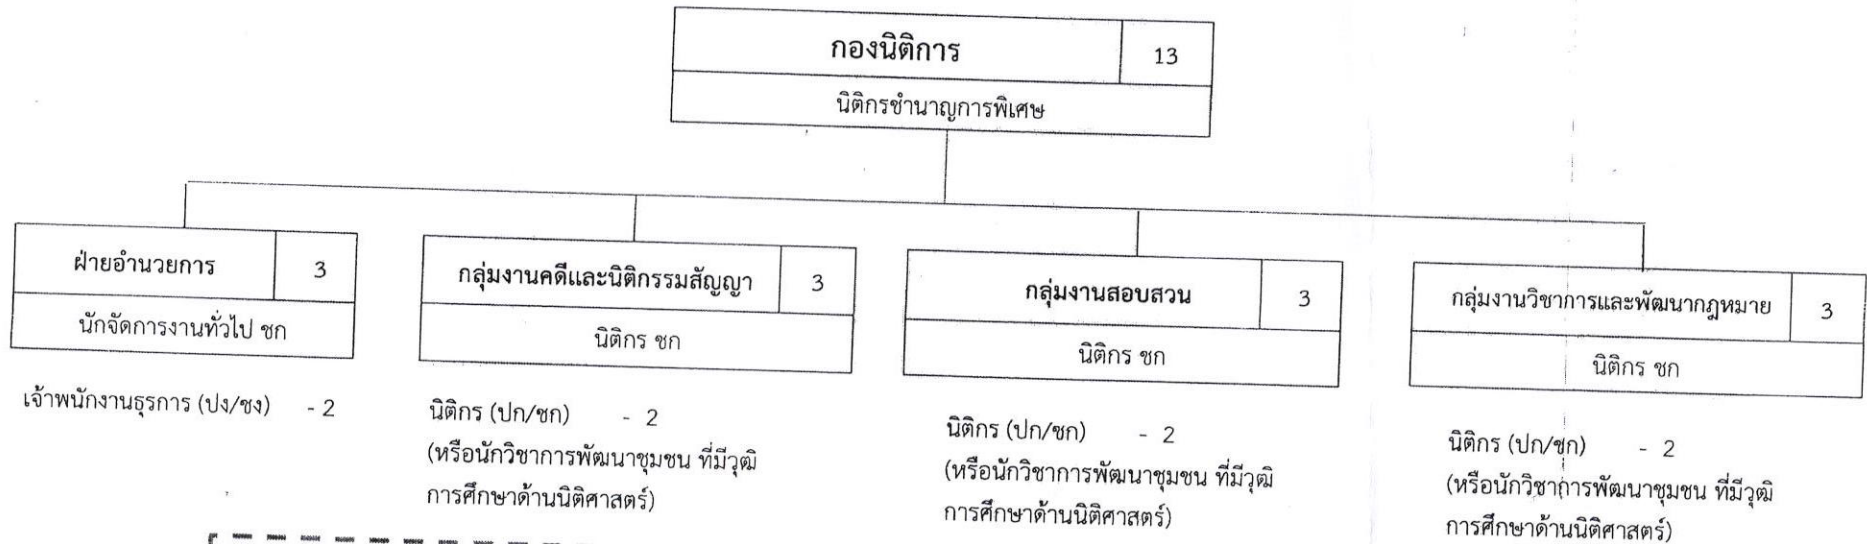 กองนิติการ 13
นิติกรชำนาญการพิเศษ
ฝ่ายอำนวยการ 3
นักจัดการงานทั่วไป ชก
เจ้าพนักงานธุรการ (ปง/ชง) - 2
กลุ่มงานคดีและนิติกรรมสัญญา 3
นิติกร ชก
นิติกร (ปก/ชก) - 2
(หรือนักวิชาการพัฒนาชุมชน ที่มีวุฒิ
การศึกษาด้านนิติศาสตร์)
กลุ่มงานสอบสวน 3
นิติกร ชก
นิติกร (ปก/ชก) - 2
(หรือนักวิชาการพัฒนาชุมชน ที่มีวุฒิ
การศึกษาด้านนิติศาสตร์)
กลุ่มงานวิชาการและพัฒนากฎหมาย 3
นิติกร ชก
นิติกร (ปก/ชก) - 2
(หรือนักวิชาการพัฒนาชุมชน ที่มีวุฒิ
การศึกษาด้านนิติศาสตร์)